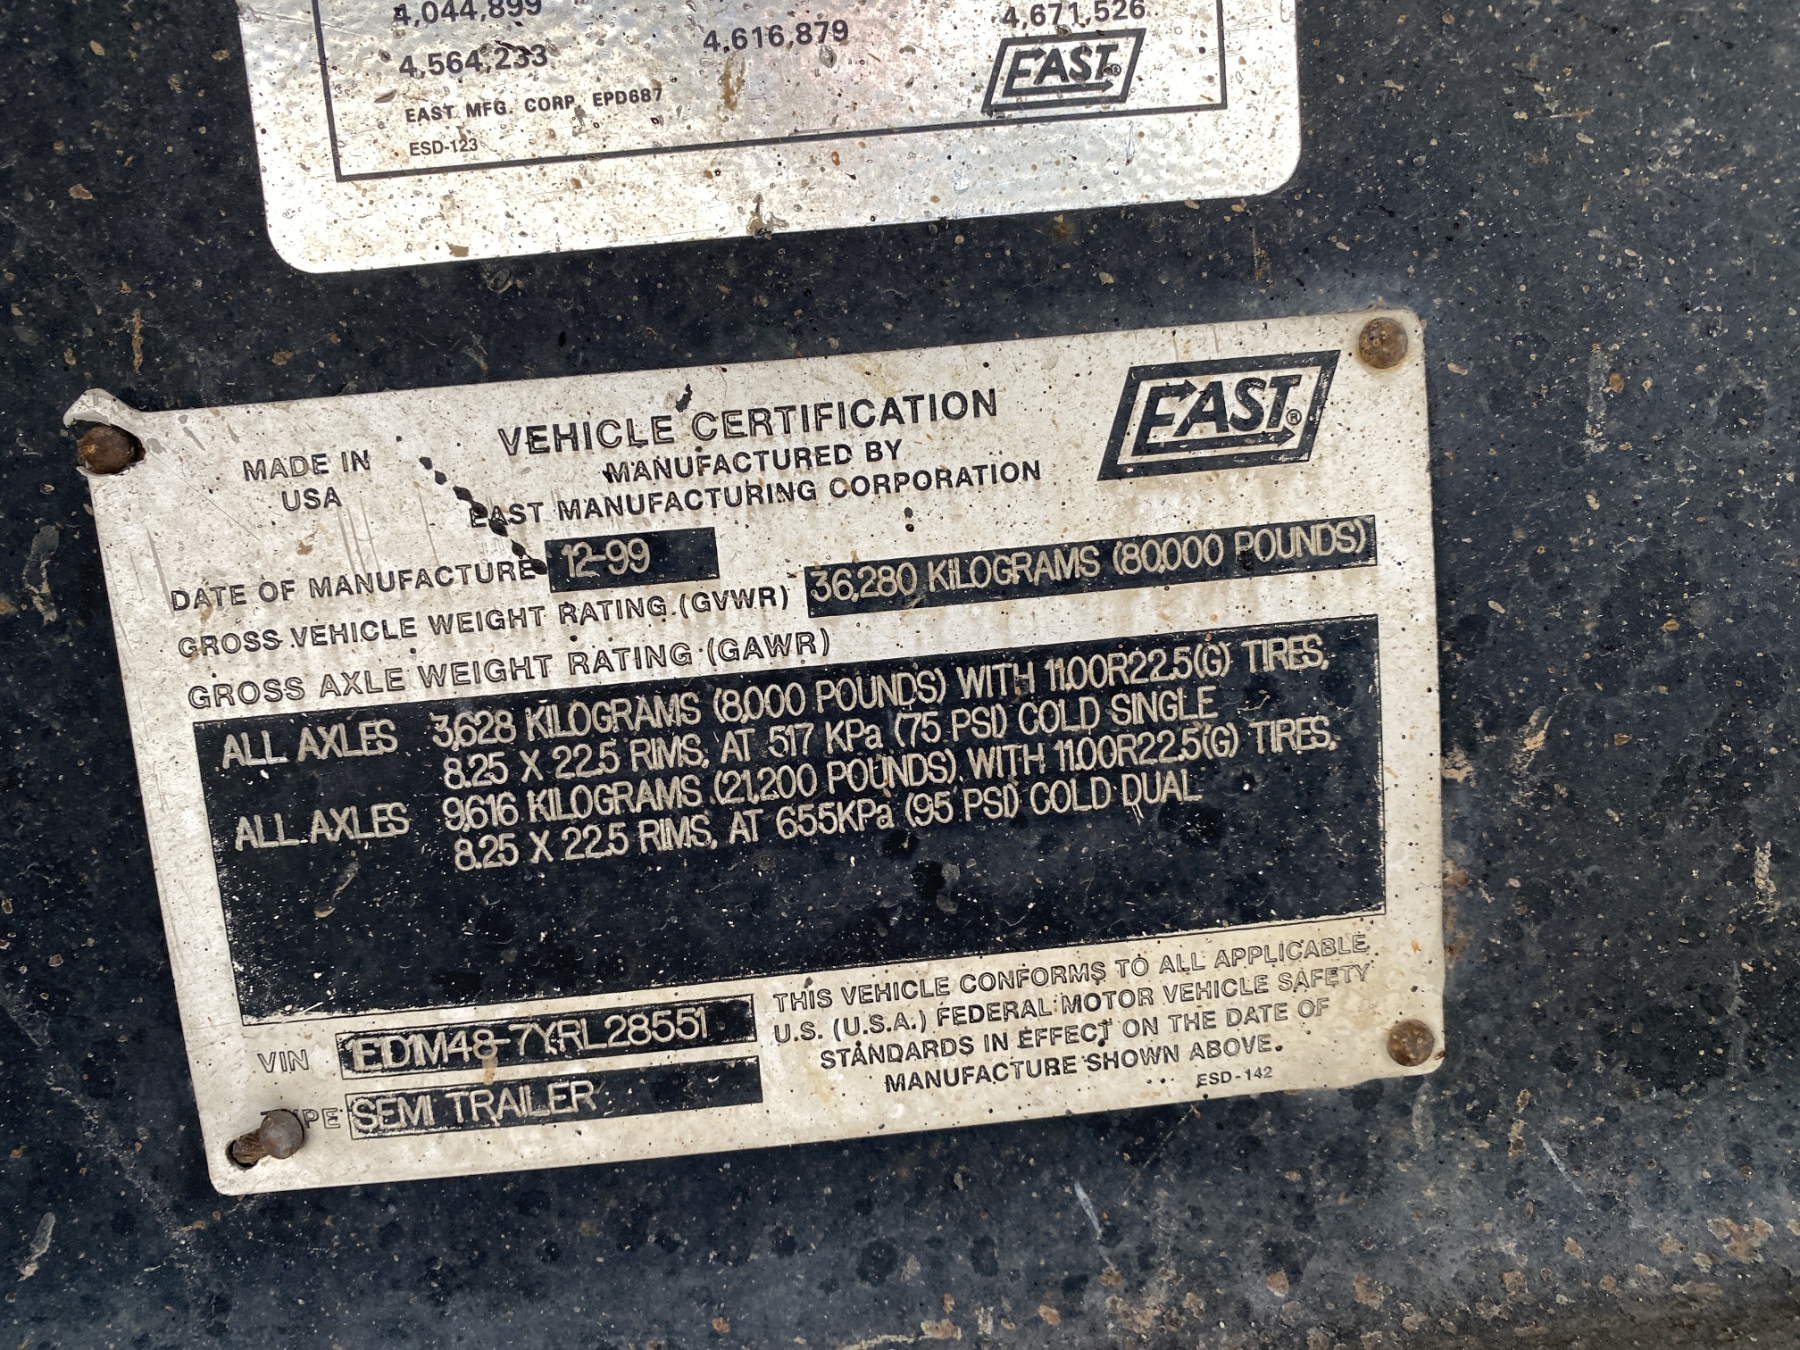 4,044,899
4,671,526
4,564,233
4,616,879
EAST®
EAST MFG. CORP. EPD687
ESD-123
VEHICLE CERTIFICATION
MANUFACTURED BY
EAST MANUFACTURING CORPORATION
MADE IN
USA
EAST®
DATE OF MANUFACTURE 12-99
GROSS VEHICLE WEIGHT RATING (GVWR) 36,280 KILOGRAMS (80,000 POUNDS)
GROSS AXLE WEIGHT RATING (GAWR)
ALL AXLES 3,628 KILOGRAMS (8,000 POUNDS) WITH 11.00R22.5(G) TIRES,
8.25 X 22.5 RIMS, AT 517 KPa (75 PSI) COLD SINGLE
ALL AXLES 9,616 KILOGRAMS (21,200 POUNDS) WITH 11.00R22.5(G) TIRES,
8.25 X 22.5 RIMS, AT 655KPa (95 PSI) COLD DUAL
VIN 1ED1M48-7YRL28551
TYPE SEMI TRAILER
THIS VEHICLE CONFORMS TO ALL APPLICABLE
U.S. (U.S.A.) FEDERAL MOTOR VEHICLE SAFETY
STANDARDS IN EFFECT ON THE DATE OF
MANUFACTURE SHOWN ABOVE.
ESD-142